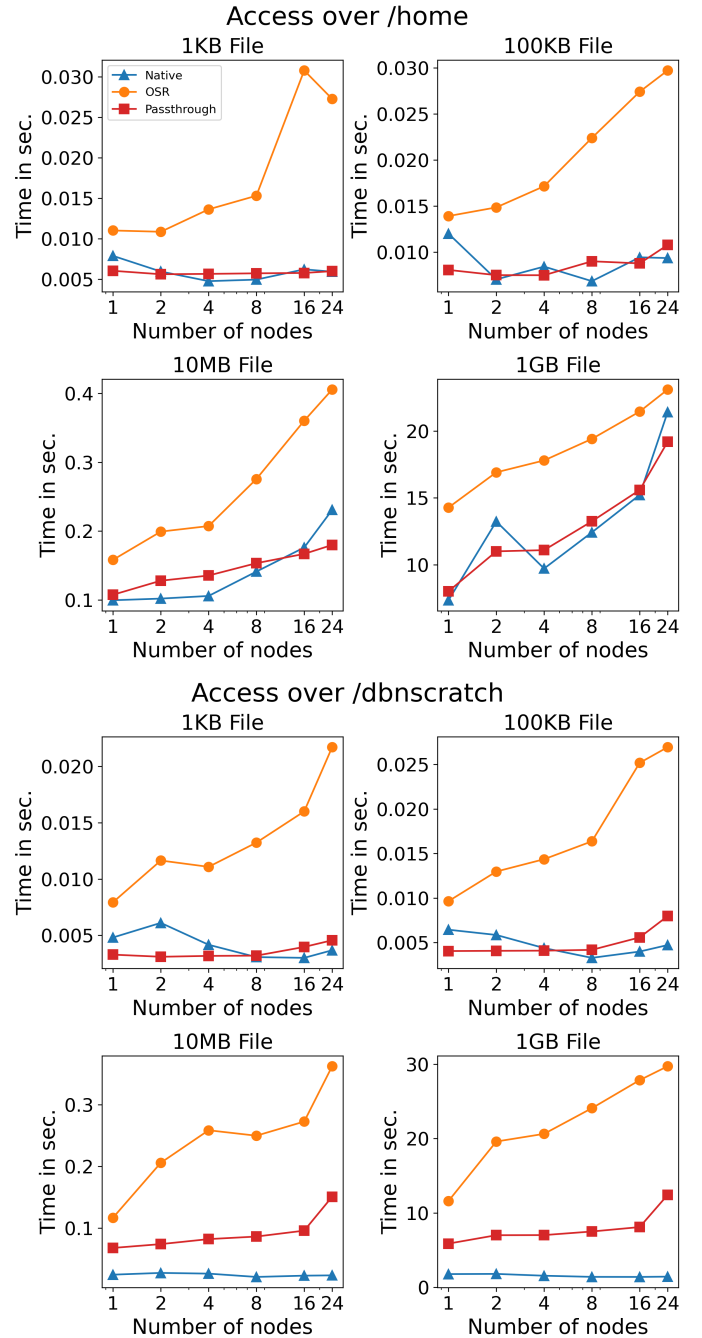 Access over /home
1KB File
100KB File
Native
OSR
Passthrough
0.030
0.025
0.020
0.015
0.010
0.005
Time in sec.
1 2 4 8 16 24
Number of nodes
0.030
0.025
0.020
0.015
0.010
Time in sec.
1 2 4 8 16 24
Number of nodes
10MB File
1GB File
0.4
0.3
0.2
0.1
Time in sec.
1 2 4 8 16 24
Number of nodes
20
15
10
Time in sec.
1 2 4 8 16 24
Number of nodes
Access over /dbnscratch
1KB File
100KB File
0.020
0.015
0.010
0.005
Time in sec.
1 2 4 8 16 24
Number of nodes
0.025
0.020
0.015
0.010
0.005
Time in sec.
1 2 4 8 16 24
Number of nodes
10MB File
1GB File
0.3
0.2
0.1
Time in sec.
1 2 4 8 16 24
Number of nodes
30
20
10
0
Time in sec.
1 2 4 8 16 24
Number of nodes